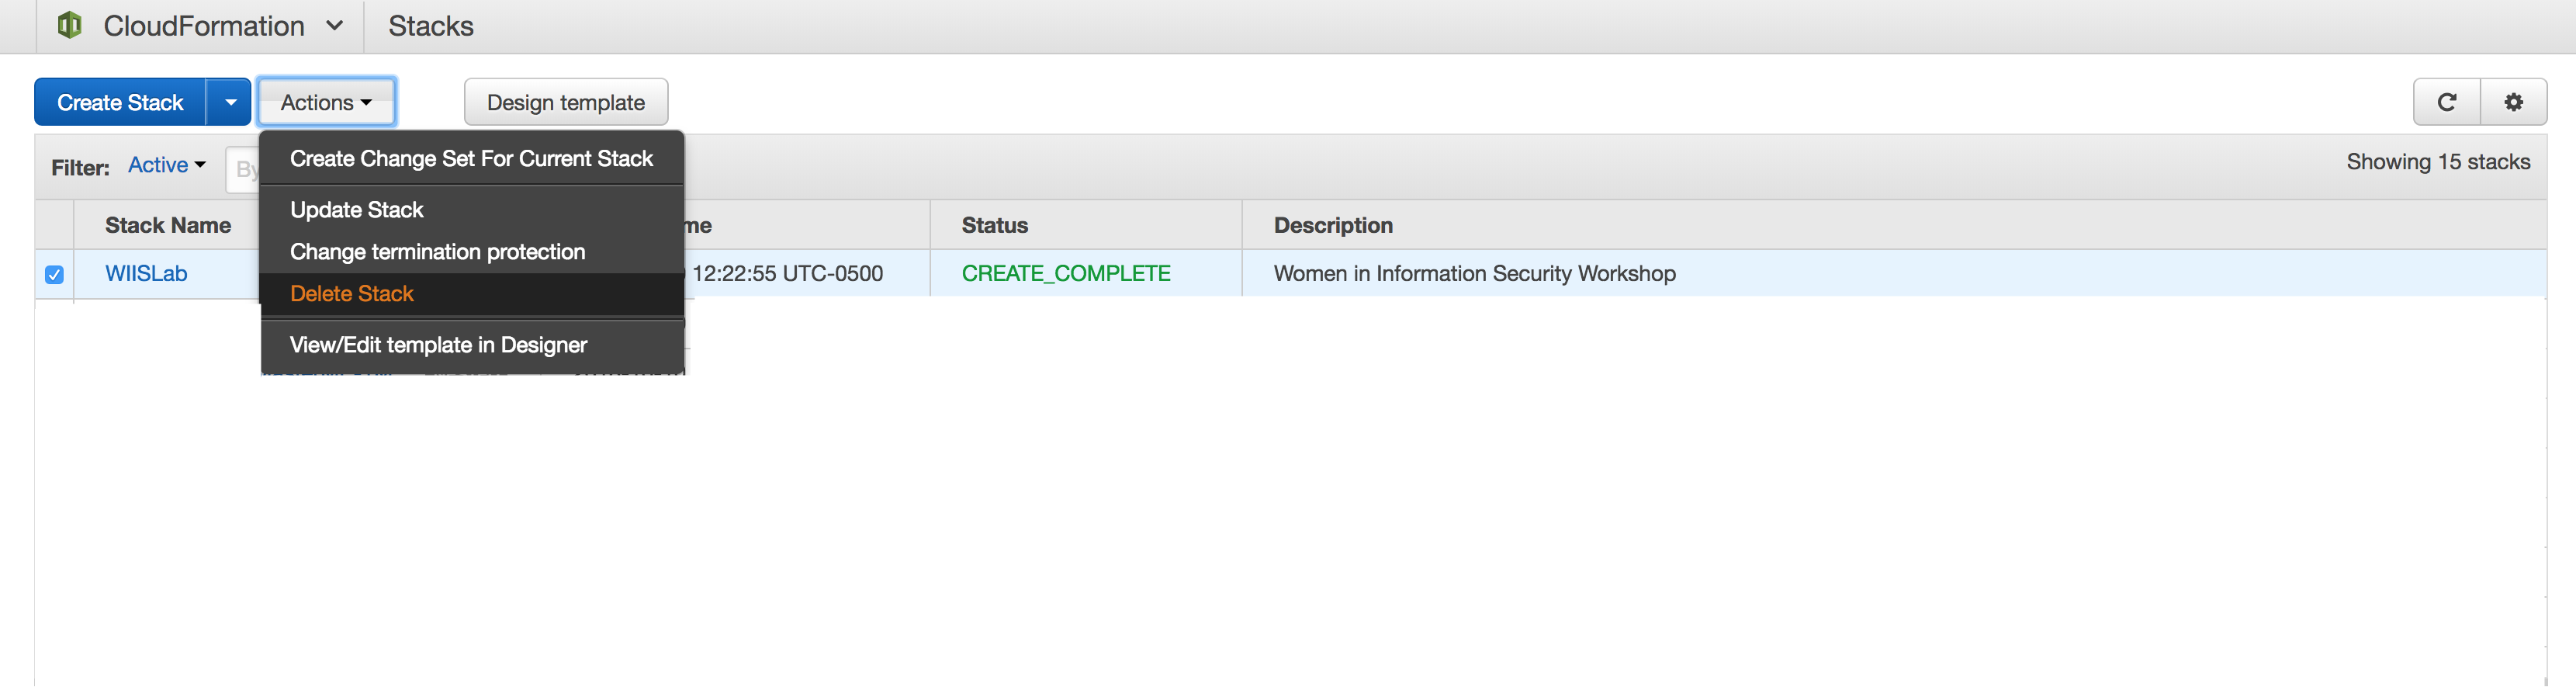 CloudFormation
Stacks
Create Stack
Actions
Design template
Create Change Set For Current Stack
Filter: Active By
Showing 15 stacks
Update Stack
Stack Name me Status Description
Change termination protection
WIISLab 12:22:55 UTC-0500 CREATE_COMPLETE Women in Information Security Workshop
Delete Stack
View/Edit template in Designer